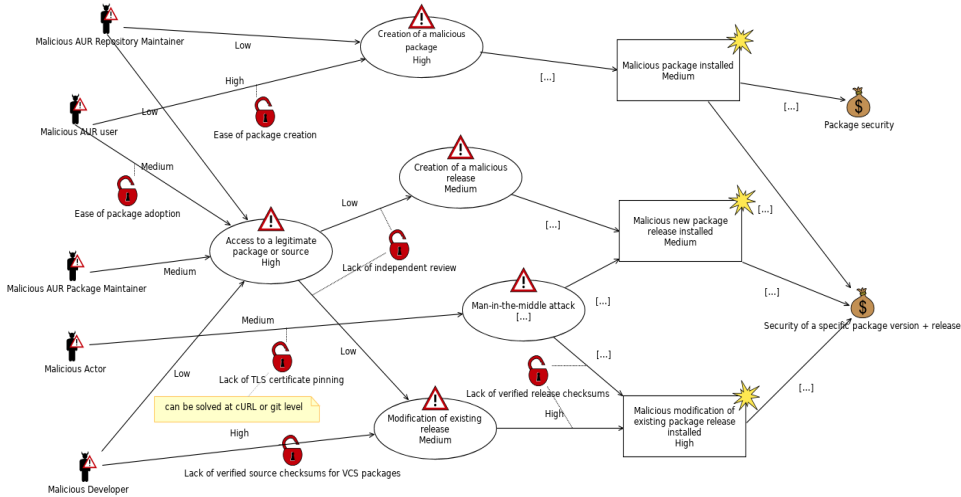 Malicious AUR Repository Maintainer
Low
Creation of a malicious
package
High
Malicious package installed
Medium
[...]
[...]
Package security
High
Low
Malicious AUR user
Ease of package creation
Medium
Ease of package adoption
Creation of a malicious
release
Medium
Low
[...]
Malicious new package
release installed
Medium
[...]
Access to a legitimate
package or source
High
Lack of independent review
Medium
Malicious AUR Package Maintainer
Man-in-the-middle attack
[...]
[...]
[...]
Security of a specific package version + release
Medium
Malicious Actor
Low
[...]
Lack of TLS certificate pinning
Low
Lack of verified release checksums
[...]
can be solved at cURL or git level
High
Modification of existing
release
Medium
High
Malicious modification of
existing package release
installed
High
Lack of verified source checksums for VCS packages
Malicious Developer